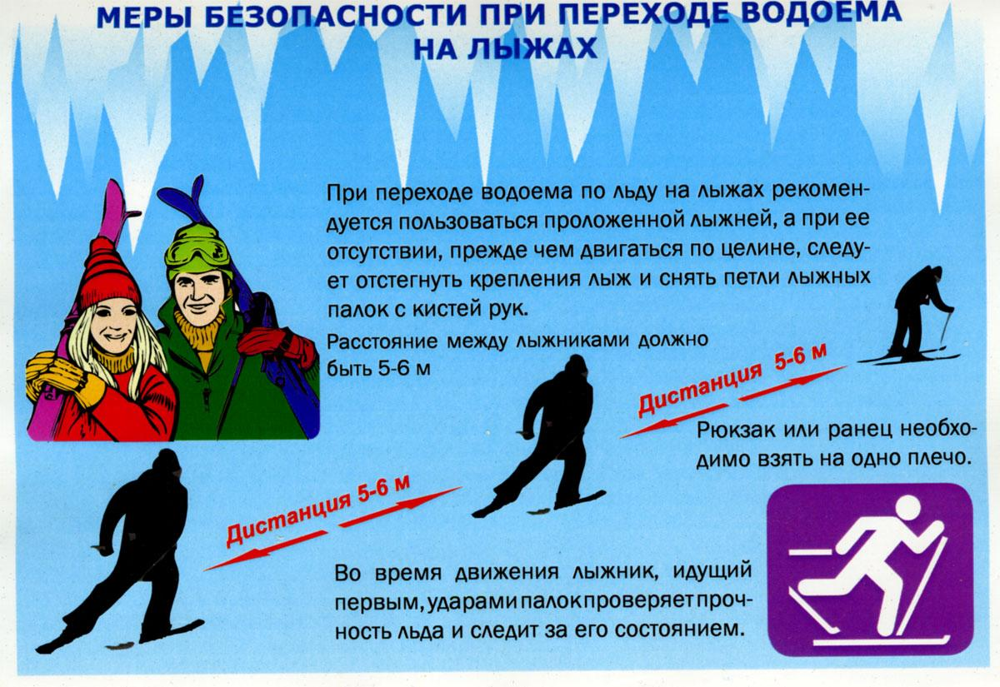 МЕРЫ БЕЗОПАСНОСТИ ПРИ ПЕРЕХОДЕ ВОДОЕМА
НА ЛЫЖАХ
При переходе водоема по льду на лыжах рекомен-
дуется пользоваться проложенной лыжней, а при ее
отсутствии, прежде чем двигаться по целине, следу-
ет отстегнуть крепления лыж и снять петли лыжных
палок с кистей рук.
Расстояние между лыжниками должно
быть 5-6 м
Дистанция 5-6 м
Рюкзак или ранец необхо-
димо взять на одно плечо.
Дистанция 5-6 м
Во время движения лыжник, идущий
первым, ударами палок проверяет проч-
ность льда и следит за его состоянием.